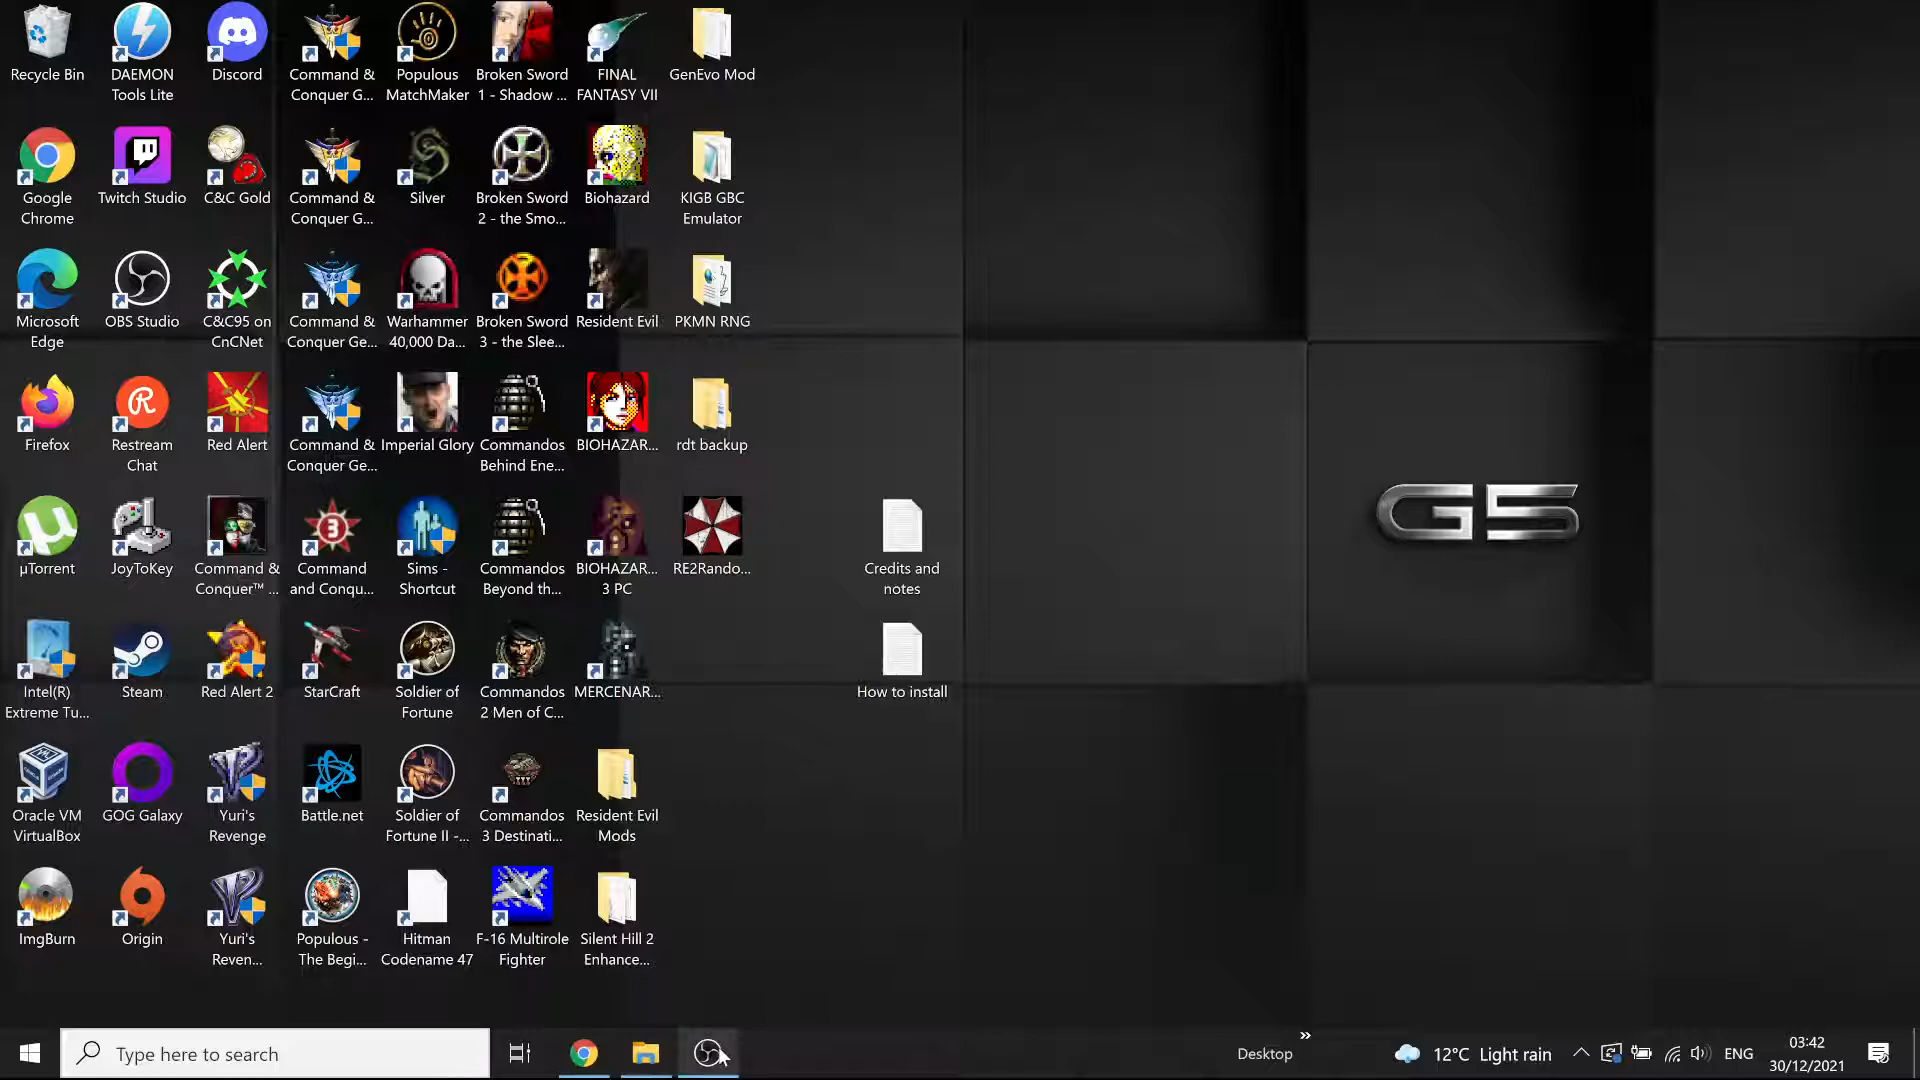 Recycle Bin
DAEMON
Tools Lite
Discord
Command &
Conquer G...
Populous
MatchMaker
Broken Sword
1 - Shadow ...
FINAL
FANTASY VII
GenEvo Mod
Google
Chrome
Twitch Studio
C&C Gold
Command &
Conquer G...
Silver
Broken Sword
2 - the Smo...
Biohazard
KIGB GBC
Emulator
Microsoft
Edge
OBS Studio
C&C95 on
CnCNet
Command &
Conquer Ge...
Warhammer
40,000 Da...
Broken Sword
3 - the Slee...
Resident Evil
PKMN RNG
Firefox
Restream
Chat
Red Alert
Command &
Conquer Ge...
Imperial Glory
Commandos
Behind Ene...
BIOHAZAR...
rdt backup
µTorrent
JoyToKey
Command &
Conquer™ ...
3
Command
and Conqu...
Sims -
Shortcut
Commandos
Beyond th...
BIOHAZAR...
3 PC
RE2Rando...
Credits and
notes
G5
Intel(R)
Extreme Tu...
Steam
Red Alert 2
StarCraft
Soldier of
Fortune
Commandos
2 Men of C...
MERCENAR...
How to install
Oracle VM
VirtualBox
GOG Galaxy
Yuri's
Revenge
Battle.net
Soldier of
Fortune II -...
Commandos
3 Destinati...
Resident Evil
Mods
ImgBurn
Origin
Yuri's
Reven...
Populous -
The Begi...
Hitman
Codename 47
F-16 Multirole
Fighter
Silent Hill 2
Enhance...
Type here to search
Desktop
12°C Light rain
ENG
03:42
30/12/2021